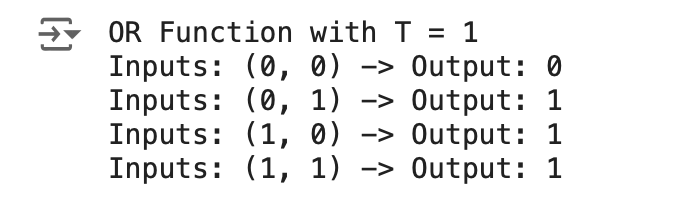 OR Function with T = 1
Inputs: (0, 0) -> Output: 0
Inputs: (0, 1) -> Output: 1
Inputs: (1, 0) -> Output: 1
Inputs: (1, 1) -> Output: 1